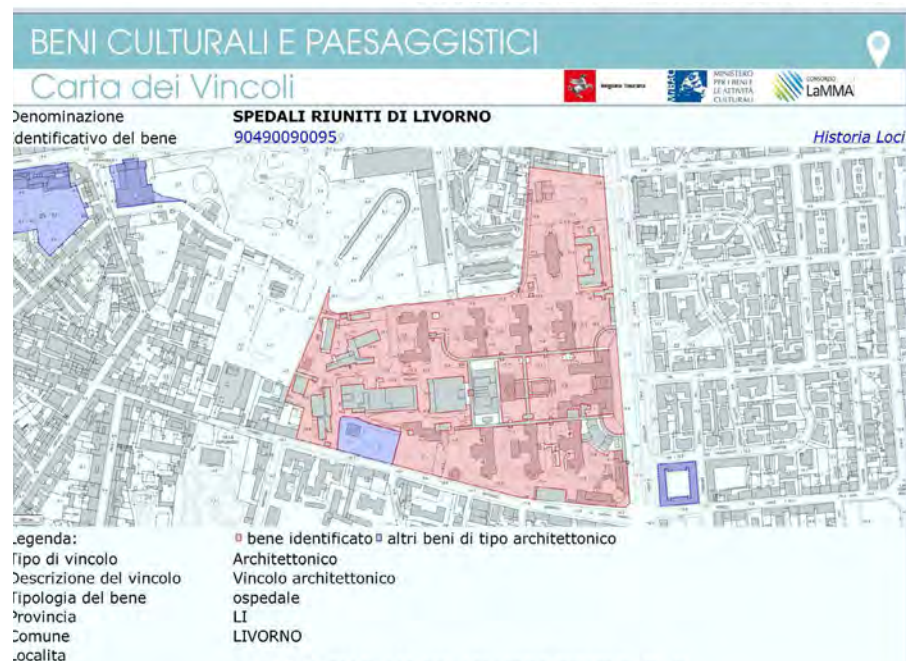 BENI CULTURALI E PAESAGGISTICI
Carta dei Vincoli
Regione Toscana
MiBAC
MINISTERO
PER I BENI E
LE ATTIVITÀ
CULTURALI
CONSORZIO
LaMMA
Denominazione SPEDALI RIUNITI DI LIVORNO
Identificativo del bene 90490090095
Historia Loci
Legenda: bene identificato altri beni di tipo architettonico
Tipo di vincolo Architettonico
Descrizione del vincolo Vincolo architettonico
Tipologia del bene ospedale
Provincia LI
Comune LIVORNO
Localita